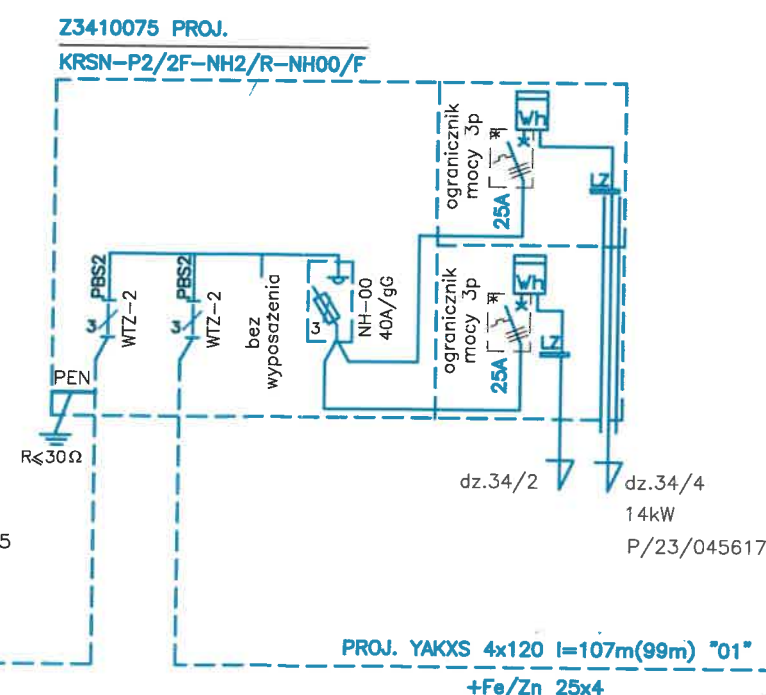 Z3410075 PROJ.
KRSN-P2/2F-NH2/R-NH00/F
ogranicznik
mocy 3p
Wh
25A
LZ
PBS2
3
WTZ-2
PBS2
3
WTZ-2
bez
wyposażenia
3
NH-00
40A/gG
ogranicznik
mocy 3p
Wh
25A
LZ
PEN
R⩽30Ω
dz.34/2
dz.34/4
14kW
P/23/045617
5
PROJ. YAKXS 4x120 l=107m(99m) "01"
+Fe/Zn 25x4